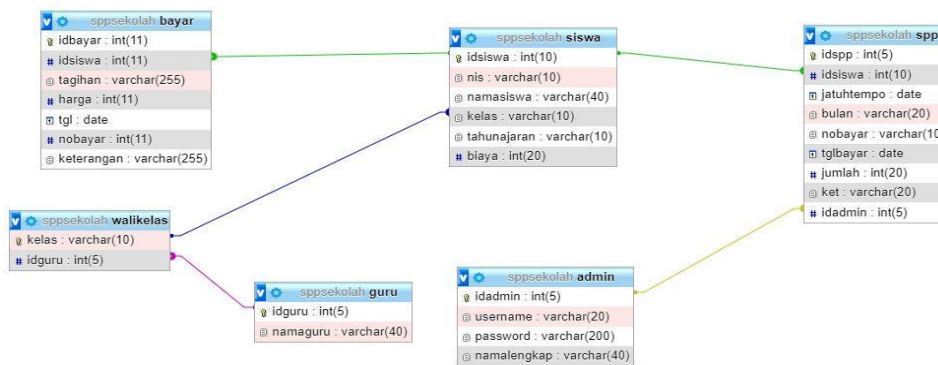 sppsekolah bayar
idbayar : int(11)
idsiswa : int(11)
tagihan : varchar(255)
harga : int(11)
tgl : date
nobayar : int(11)
keterangan : varchar(255)
sppsekolah siswa
idsiswa : int(10)
nis : varchar(10)
namasiswa : varchar(40)
kelas : varchar(10)
tahunajaran : varchar(10)
biaya : int(20)
sppsekolah spp
idspp : int(5)
idsiswa : int(10)
jatuhtempo : date
bulan : varchar(20)
nobayar : varchar(10
tglbayar : date
jumlah : int(20)
ket : varchar(20)
idadmin : int(5)
sppsekolah walikelas
kelas : varchar(10)
idguru : int(5)
sppsekolah guru
idguru : int(5)
namaguru : varchar(40)
sppsekolah admin
idadmin : int(5)
username : varchar(20)
password : varchar(200)
namalengkap : varchar(40)